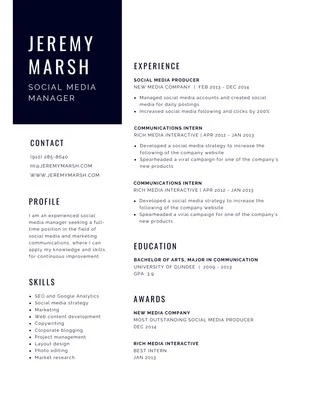 JEREMY
MARSH
SOCIAL MEDIA
MANAGER
CONTACT
(910) 285-8640
HI@JEREMYMARSH.COM
WWW.JEREMYMARSH.COM
PROFILE
I am an experienced social
media manager seeking a full-
time position in the field of
social media and marketing
communications, where I can
apply my knowledge and skills
for continuous improvement.
SKILLS
SEO and Google Analytics
Social media strategy
Marketing
Web content development
Copywriting
Corporate blogging
Project management
Layout design
Photo editing
Market research
EXPERIENCE
SOCIAL MEDIA PRODUCER
NEW MEDIA COMPANY | FEB 2013 - DEC 2014
Managed social media accounts and created social
media for daily postings
Increased social media following and clicks by 200%
COMMUNICATIONS INTERN
RICH MEDIA INTERACTIVE | APR 2012 - JAN 2013
Developed a social media strategy to increase the
following of the company website
Spearheaded a viral campaign for one of the company's
new products
COMMUNICATIONS INTERN
RICH MEDIA INTERACTIVE | APR 2012 - JAN 2013
Developed a social media strategy to increase the
following of the company website
Spearheaded a viral campaign for one of the company's
new products
EDUCATION
BACHELOR OF ARTS, MAJOR IN COMMUNICATION
UNIVERSITY OF DUNDEE | 2009 - 2013
GPA: 3.9
AWARDS
NEW MEDIA COMPANY
MOST OUTSTANDING SOCIAL MEDIA PRODUCER
DEC 2014
RICH MEDIA INTERACTIVE
BEST INTERN
JAN 2013